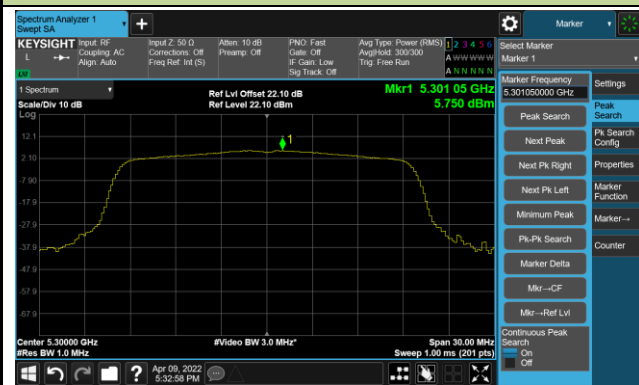 Spectrum Analyzer 1
Swept SA
Marker
KEYSIGHT
L
Input: RF
Coupling: AC
Align: Auto
Input Z: 50 Ω
Corrections: Off
Freq Ref: Int (S)
Atten: 10 dB
Preamp: Off
PNO: Fast
Gate: Off
IF Gain: Low
Sig Track: Off
Avg Type: Power (RMS)
Avg|Hold: 300/300
Trig: Free Run
1 2 3 4 5 6
A W W W W W
A N N N N N
Select Marker
Marker 1
1 Spectrum
Scale/Div 10 dB
Log
Ref Lvl Offset 22.10 dB
Ref Level 22.10 dBm
Mkr1 5.301 05 GHz
5.750 dBm
1
12.1
2.10
-7.90
-17.9
-27.9
-37.9
-47.9
-57.9
-67.9
Center 5.30000 GHz
#Res BW 1.0 MHz
#Video BW 3.0 MHz*
Span 30.00 MHz
Sweep 1.00 ms (201 pts)
Marker Frequency
5.301050000 GHz
Peak Search
Next Peak
Next Pk Right
Next Pk Left
Minimum Peak
Pk-Pk Search
Marker Delta
Mkr→CF
Mkr→Ref Lvl
Continuous Peak
Search
On
Off
Settings
Peak
Search
Pk Search
Config
Properties
Marker
Function
Marker→
Counter
?
Apr 09, 2022
5:32:58 PM